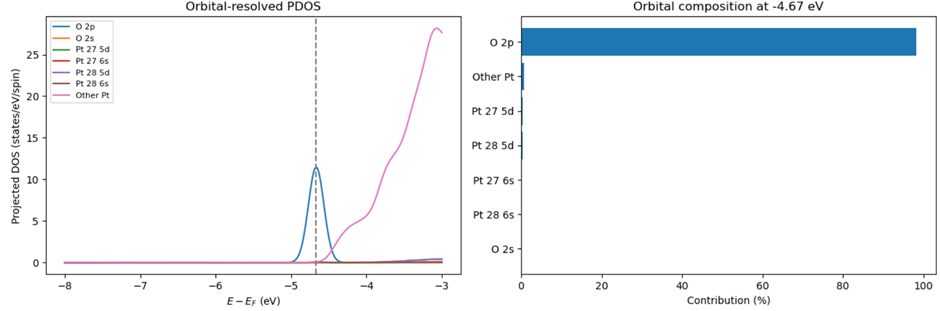 Orbital-resolved PDOS
Projected DOS (states/eV/spin)
25
20
15
10
5
0
O 2p
O 2s
Pt 27 5d
Pt 27 6s
Pt 28 5d
Pt 28 6s
Other Pt
−8
−7
−6
−5
−4
−3
E − E_F (eV)
Orbital composition at -4.67 eV
O 2p
Other Pt
Pt 27 5d
Pt 28 5d
Pt 27 6s
Pt 28 6s
O 2s
0
20
40
60
80
100
Contribution (%)